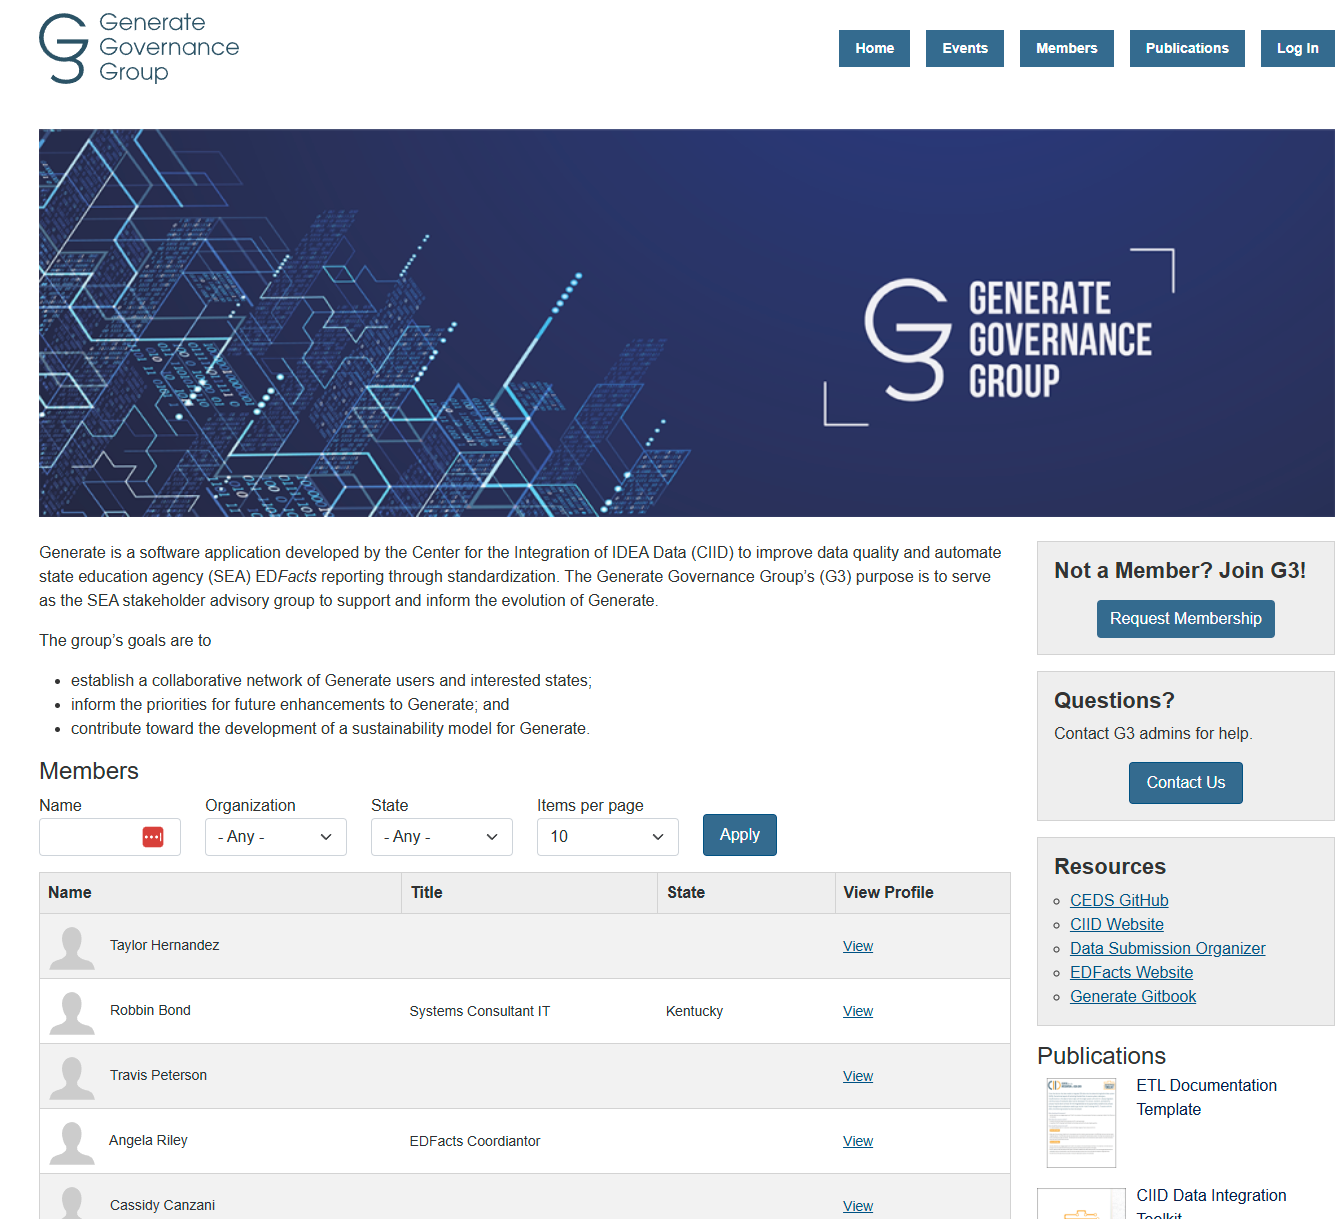 Generate
Governance
Group
Home
Events
Members
Publications
Log In
GENERATE
GOVERNANCE
GROUP
Generate is a software application developed by the Center for the Integration of IDEA Data (CIID) to improve data quality and automate
state education agency (SEA) EDFacts reporting through standardization. The Generate Governance Group’s (G3) purpose is to serve
as the SEA stakeholder advisory group to support and inform the evolution of Generate.
The group’s goals are to
establish a collaborative network of Generate users and interested states;
inform the priorities for future enhancements to Generate; and
contribute toward the development of a sustainability model for Generate.
Members
Name
Organization
State
Items per page
- Any -
- Any -
10
Apply
Name Title State View Profile
Taylor Hernandez View
Robbin Bond Systems Consultant IT Kentucky View
Travis Peterson View
Angela Riley EDFacts Coordiantor View
Cassidy Canzani View
Not a Member? Join G3!
Request Membership
Questions?
Contact G3 admins for help.
Contact Us
Resources
CEDS GitHub
CIID Website
Data Submission Organizer
EDFacts Website
Generate Gitbook
Publications
ETL Documentation
Template
CIID Data Integration
Toolkit